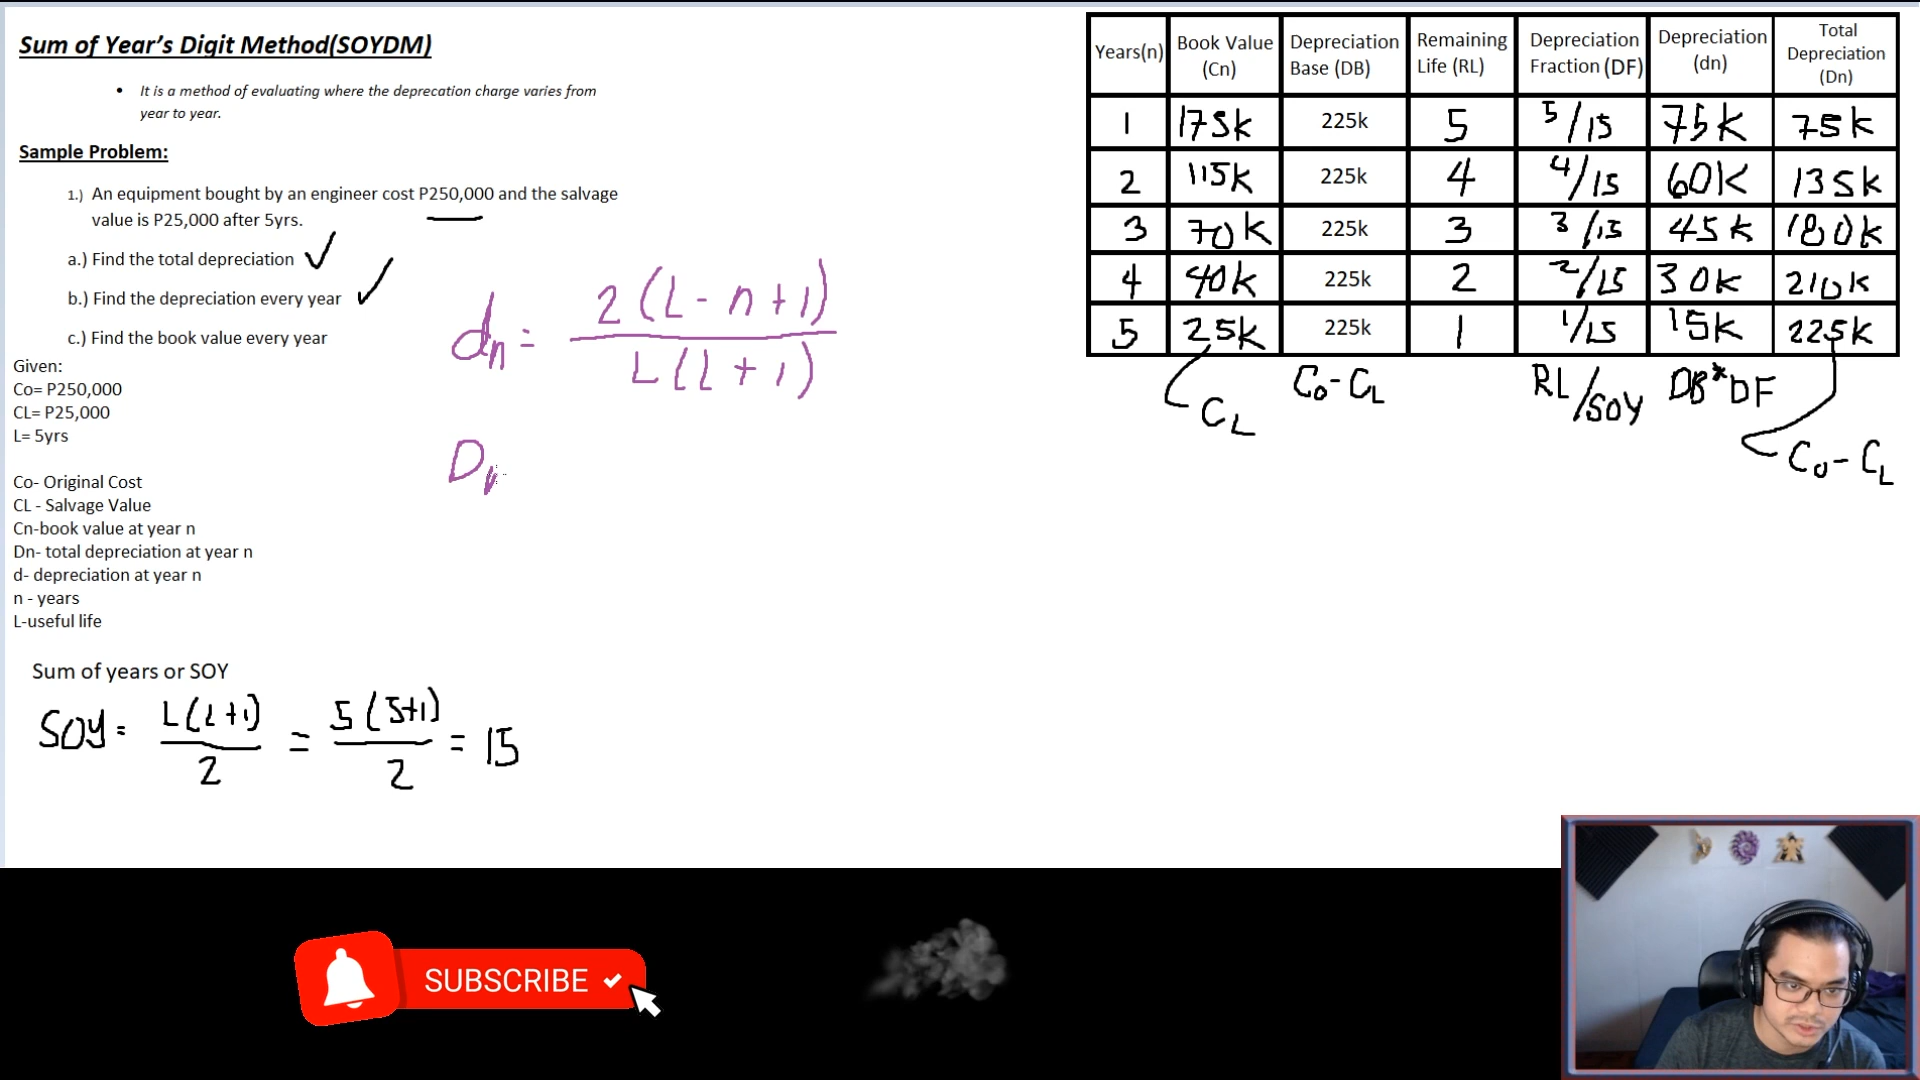 Sum of Year's Digit Method(SOYDM)
• It is a method of evaluating where the deprecation charge varies from
year to year.
Sample Problem:
1.) An equipment bought by an engineer cost P250,000 and the salvage
value is P25,000 after 5yrs.
a.) Find the total depreciation ✓
b.) Find the depreciation every year ✓
c.) Find the book value every year
Given:
Co= P250,000
CL= P25,000
L= 5yrs
Co- Original Cost
CL - Salvage Value
Cn-book value at year n
Dn- total depreciation at year n
d- depreciation at year n
n - years
L-useful life
Sum of years or SOY
SOY = L(L+1)/2 = 5(5+1)/2 = 15
dn = 2(L-n+1)/L(L+1)
Dn
Years(n) Book Value (Cn) Depreciation Base (DB) Remaining Life (RL) Depreciation Fraction (DF) Depreciation (dn) Total Depreciation (Dn)
1 175k 225k 5 5/15 75k 75k
2 115k 225k 4 4/15 60k 135k
3 70k 225k 3 3/15 45k 180k
4 40k 225k 2 2/15 30k 210k
5 25k 225k 1 1/15 15k 225k
CL Co-CL RL/SOY DB*DF Co-CL
SUBSCRIBE